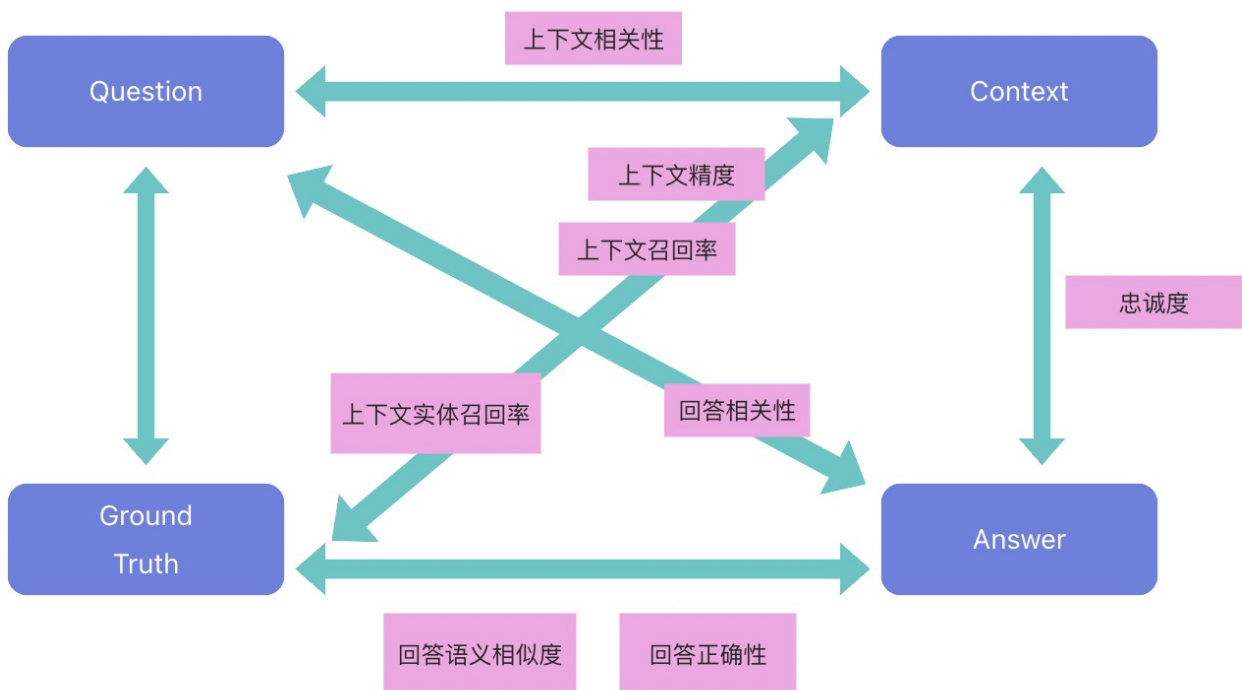 上下文相关性
Question
Context
上下文精度
上下文召回率
忠诚度
上下文实体召回率
回答相关性
Ground
Truth
Answer
回答语义相似度
回答正确性